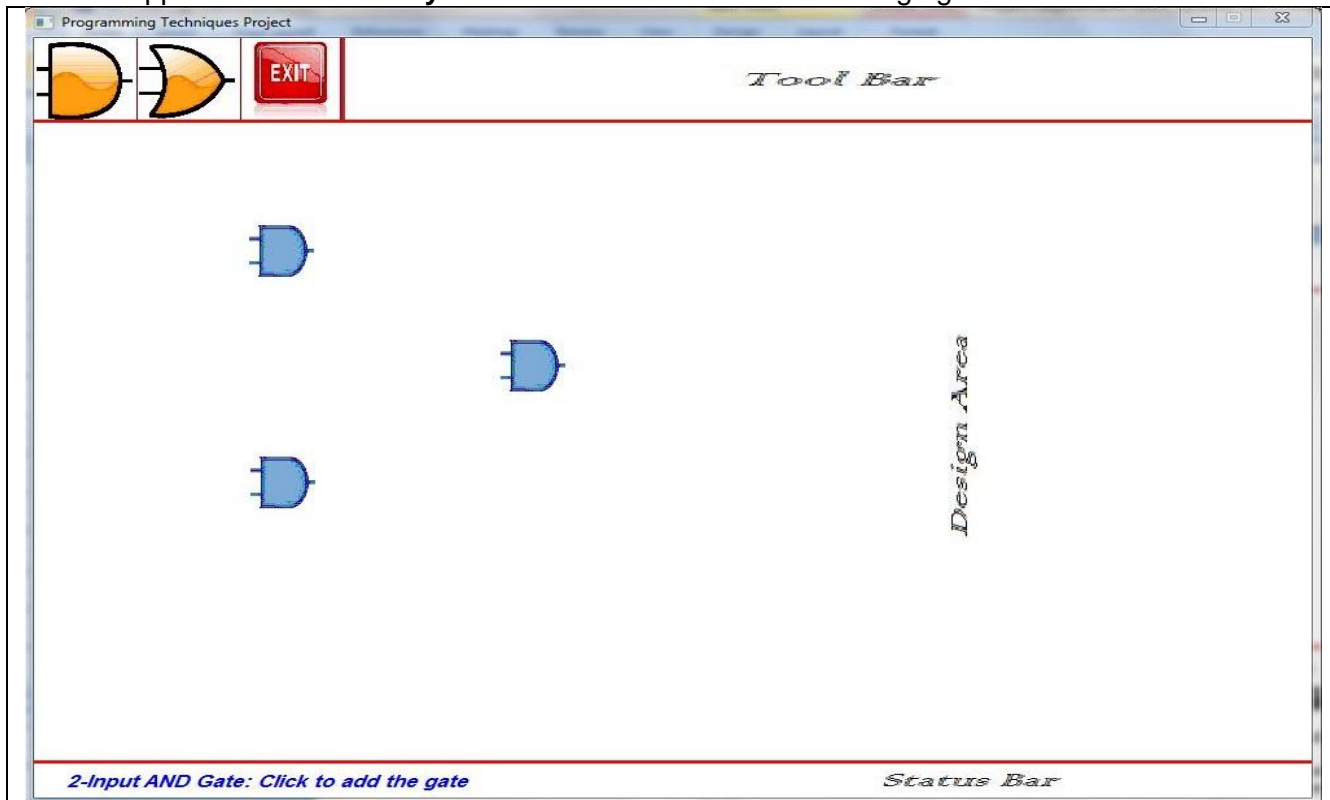 Programming Techniques Project
EXIT
Tool Bar
Design Area
2-Input AND Gate: Click to add the gate
Status Bar